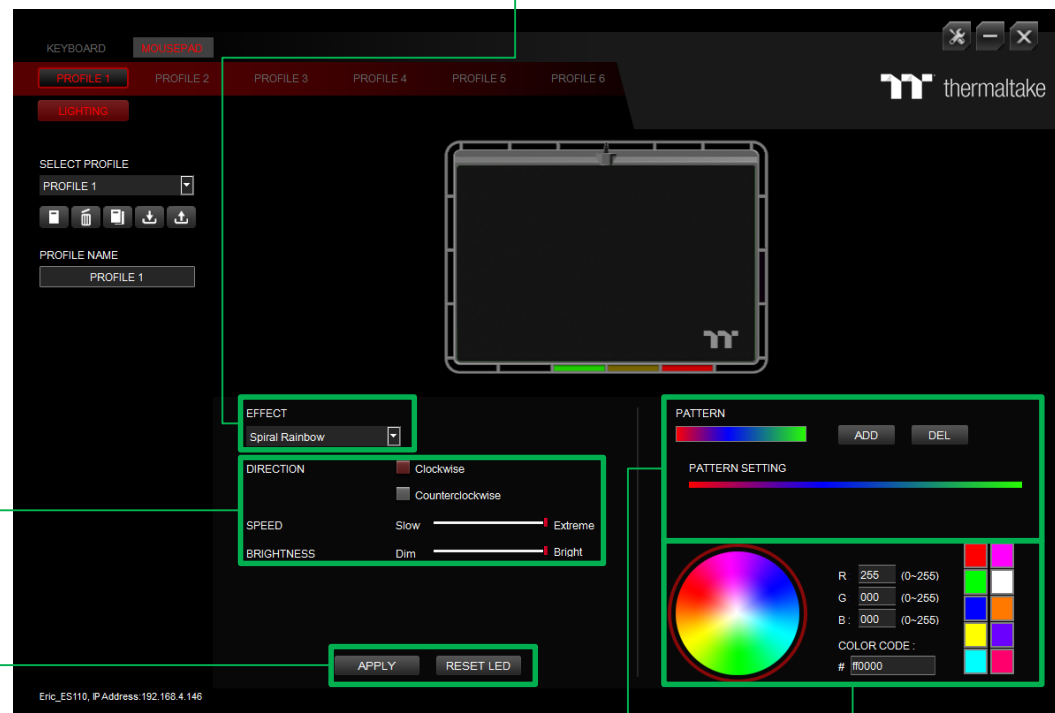 KEYBOARD MOUSEPAD
PROFILE 1 PROFILE 2 PROFILE 3 PROFILE 4 PROFILE 5 PROFILE 6
thermaltake
LIGHTING
SELECT PROFILE
PROFILE 1
PROFILE NAME
PROFILE 1
EFFECT
Spiral Rainbow
DIRECTION Clockwise
Counterclockwise
SPEED Slow Extreme
BRIGHTNESS Dim Bright
APPLY RESET LED
PATTERN
ADD DEL
PATTERN SETTING
R 255 (0~255)
G 000 (0~255)
B : 000 (0~255)
COLOR CODE :
# ff0000
Eric_ES110, IP Address:192.168.4.146